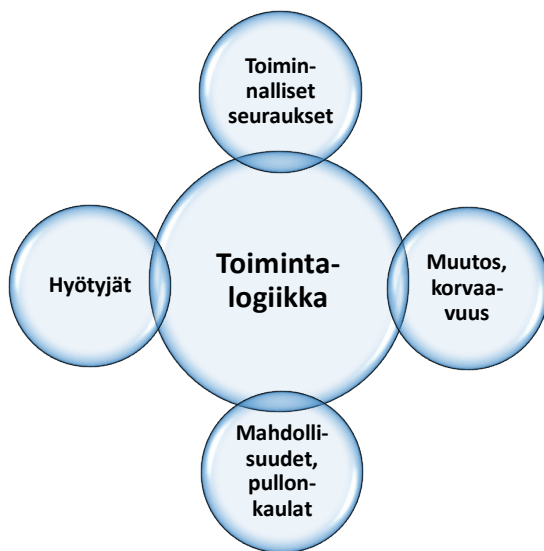 Toimin-
nalliset
seuraukset
Hyötyjät
Toiminta-
logiikka
Muutos,
korvaa-
vuus
Mahdolli-
suudet,
pullon-
kaulat